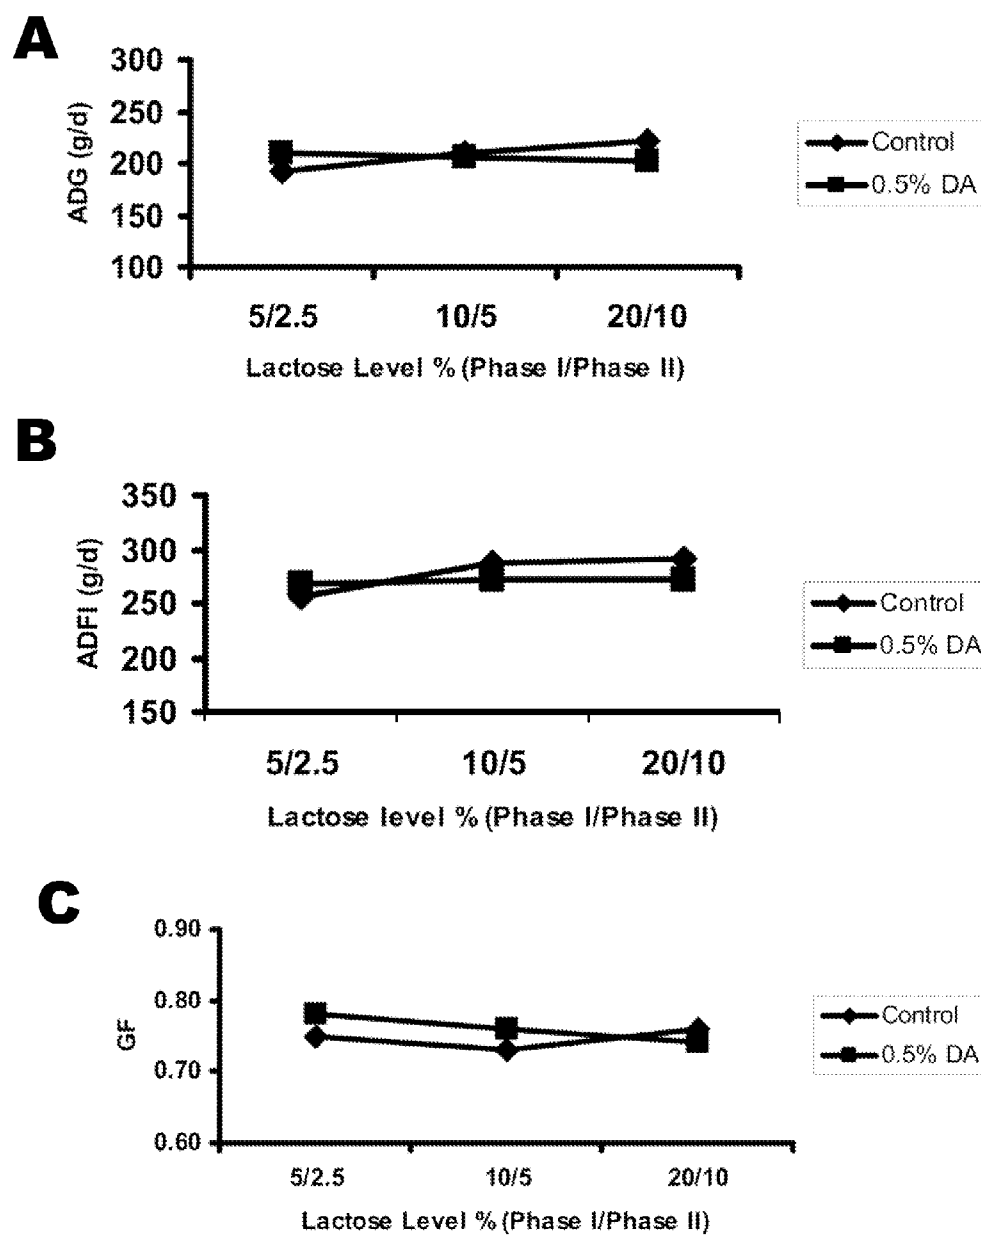 A
300
250
200
150
100
ADG (g/d)
5/2.5 10/5 20/10
Lactose Level % (Phase I/Phase II)
Control
0.5% DA
B
350
300
250
200
150
ADFI (g/d)
5/2.5 10/5 20/10
Lactose level % (Phase I/Phase II)
Control
0.5% DA
C
0.90
0.80
0.70
0.60
GF
5/2.5 10/5 20/10
Lactose Level % (Phase I/Phase II)
Control
0.5% DA